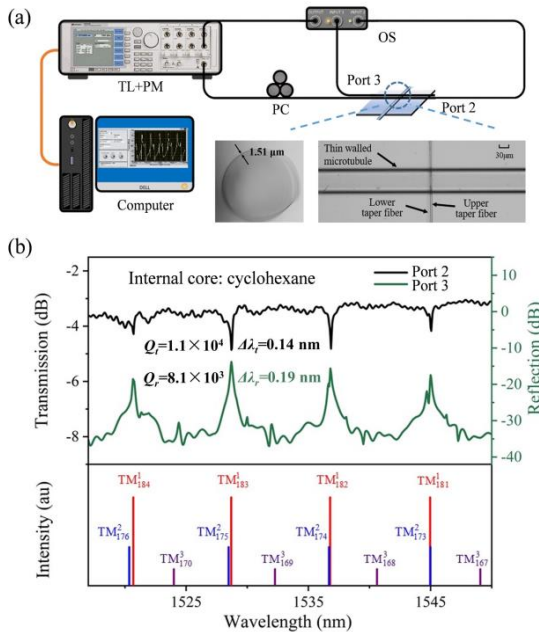 (a)
TL+PM
OS
Port 3
PC
Port 2
Computer
DELL
1.51 μm
Thin walled
microtubule
30μm
Lower
taper fiber
Upper
taper fiber
(b)
Internal core: cyclohexane
Port 2
Port 3
Qt=1.1×10⁴ Δλt=0.14 nm
Qr=8.1×10³ Δλr=0.19 nm
Transmission (dB)
-2
-4
-6
-8
Reflection (dB)
10
0
-10
-20
-30
-40
Intensity (au)
TM¹₁₈₄ TM¹₁₈₃ TM¹₁₈₂ TM¹₁₈₁
TM²₁₇₆ TM²₁₇₅ TM²₁₇₄ TM²₁₇₃
TM³₁₇₀ TM³₁₆₉ TM³₁₆₈ TM³₁₆₇
1525 1535 1545
Wavelength (nm)